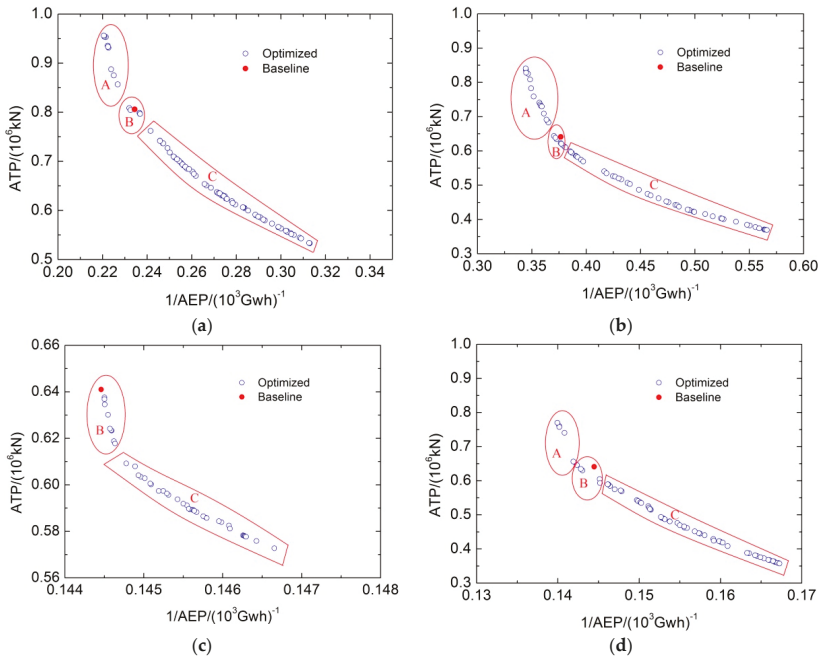 1.0
0.9
0.8
0.7
0.6
0.5
ATP/(10⁶kN)
Optimized
Baseline
A
B
C
0.20 0.22 0.24 0.26 0.28 0.30 0.32 0.34
1/AEP/(10³Gwh)⁻¹
(a)
1.0
0.9
0.8
0.7
0.6
0.5
0.4
0.3
ATP/(10⁶kN)
Optimized
Baseline
A
B
C
0.30 0.35 0.40 0.45 0.50 0.55 0.60
1/AEP/(10³Gwh)⁻¹
(b)
0.66
0.64
0.62
0.60
0.58
0.56
ATP/(10⁶kN)
Optimized
Baseline
B
C
0.144 0.145 0.146 0.147 0.148
1/AEP/(10³Gwh)⁻¹
(c)
1.0
0.9
0.8
0.7
0.6
0.5
0.4
0.3
ATP/(10⁶kN)
Optimized
Baseline
A
B
C
0.13 0.14 0.15 0.16 0.17
1/AEP/(10³Gwh)⁻¹
(d)